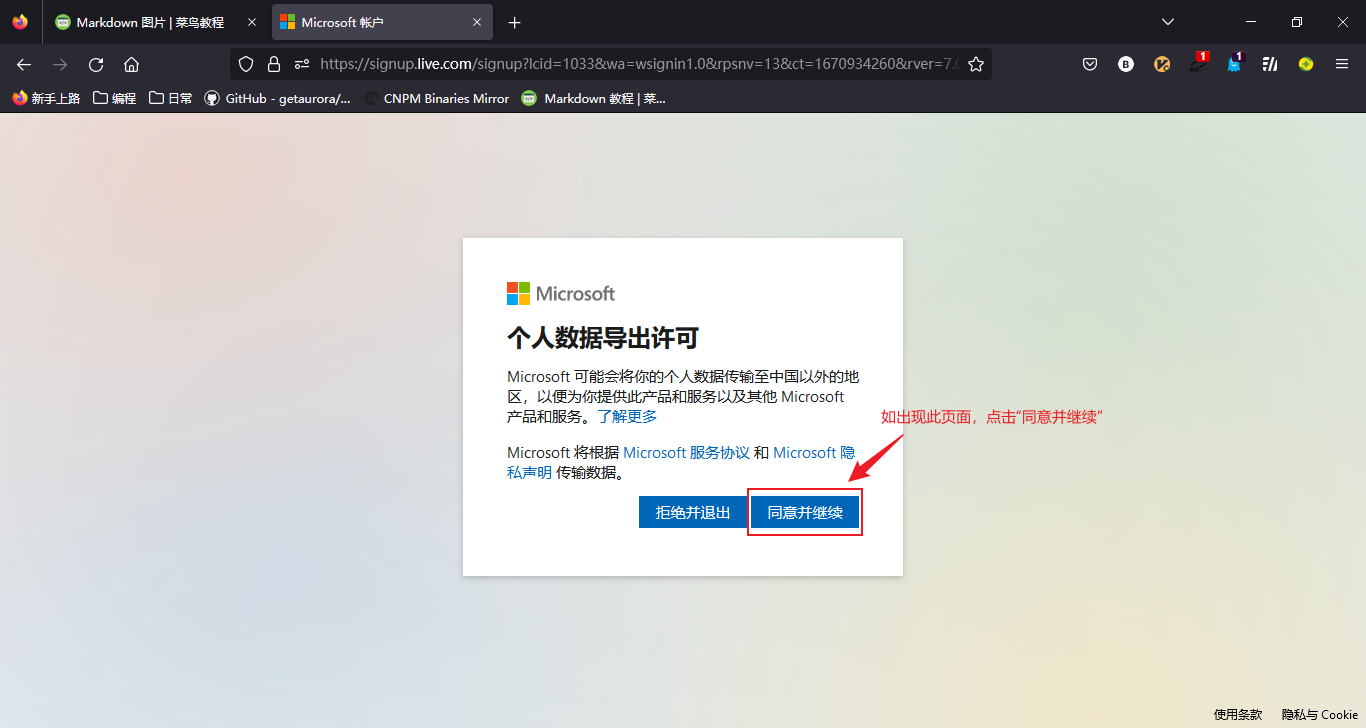 Markdown 图片 | 菜鸟教程
Microsoft 帐户
https://signup.live.com/signup?lcid=1033&wa=wsignin1.0&rpsnv=13&ct=1670934260&rver=7.0
B
1
en
1
新手上路
编程
日常
GitHub - getaurora/...
CNPM Binaries Mirror
Markdown 教程 | 菜...
Microsoft
个人数据导出许可
Microsoft 可能会将你的个人数据传输至中国以外的地
区，以便为你提供此产品和服务以及其他 Microsoft
产品和服务。了解更多
如出现此页面，点击“同意并继续”
Microsoft 将根据 Microsoft 服务协议 和 Microsoft 隐
私声明 传输数据。
拒绝并退出
同意并继续
使用条款
隐私与 Cookie